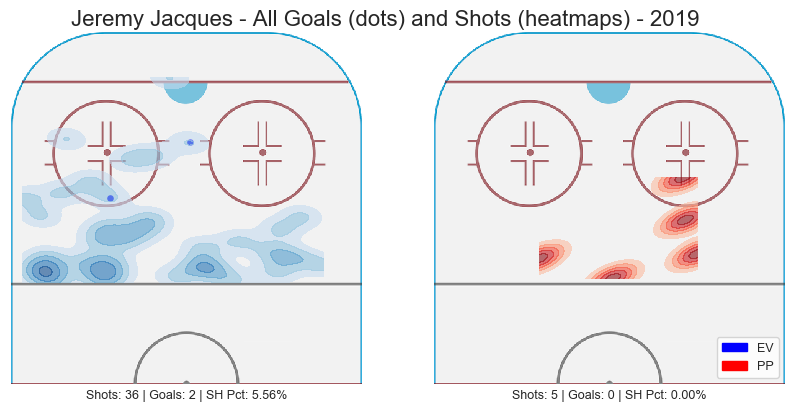 Jeremy Jacques - All Goals (dots) and Shots (heatmaps) - 2019
EV
PP
Shots: 36 | Goals: 2 | SH Pct: 5.56%
Shots: 5 | Goals: 0 | SH Pct: 0.00%